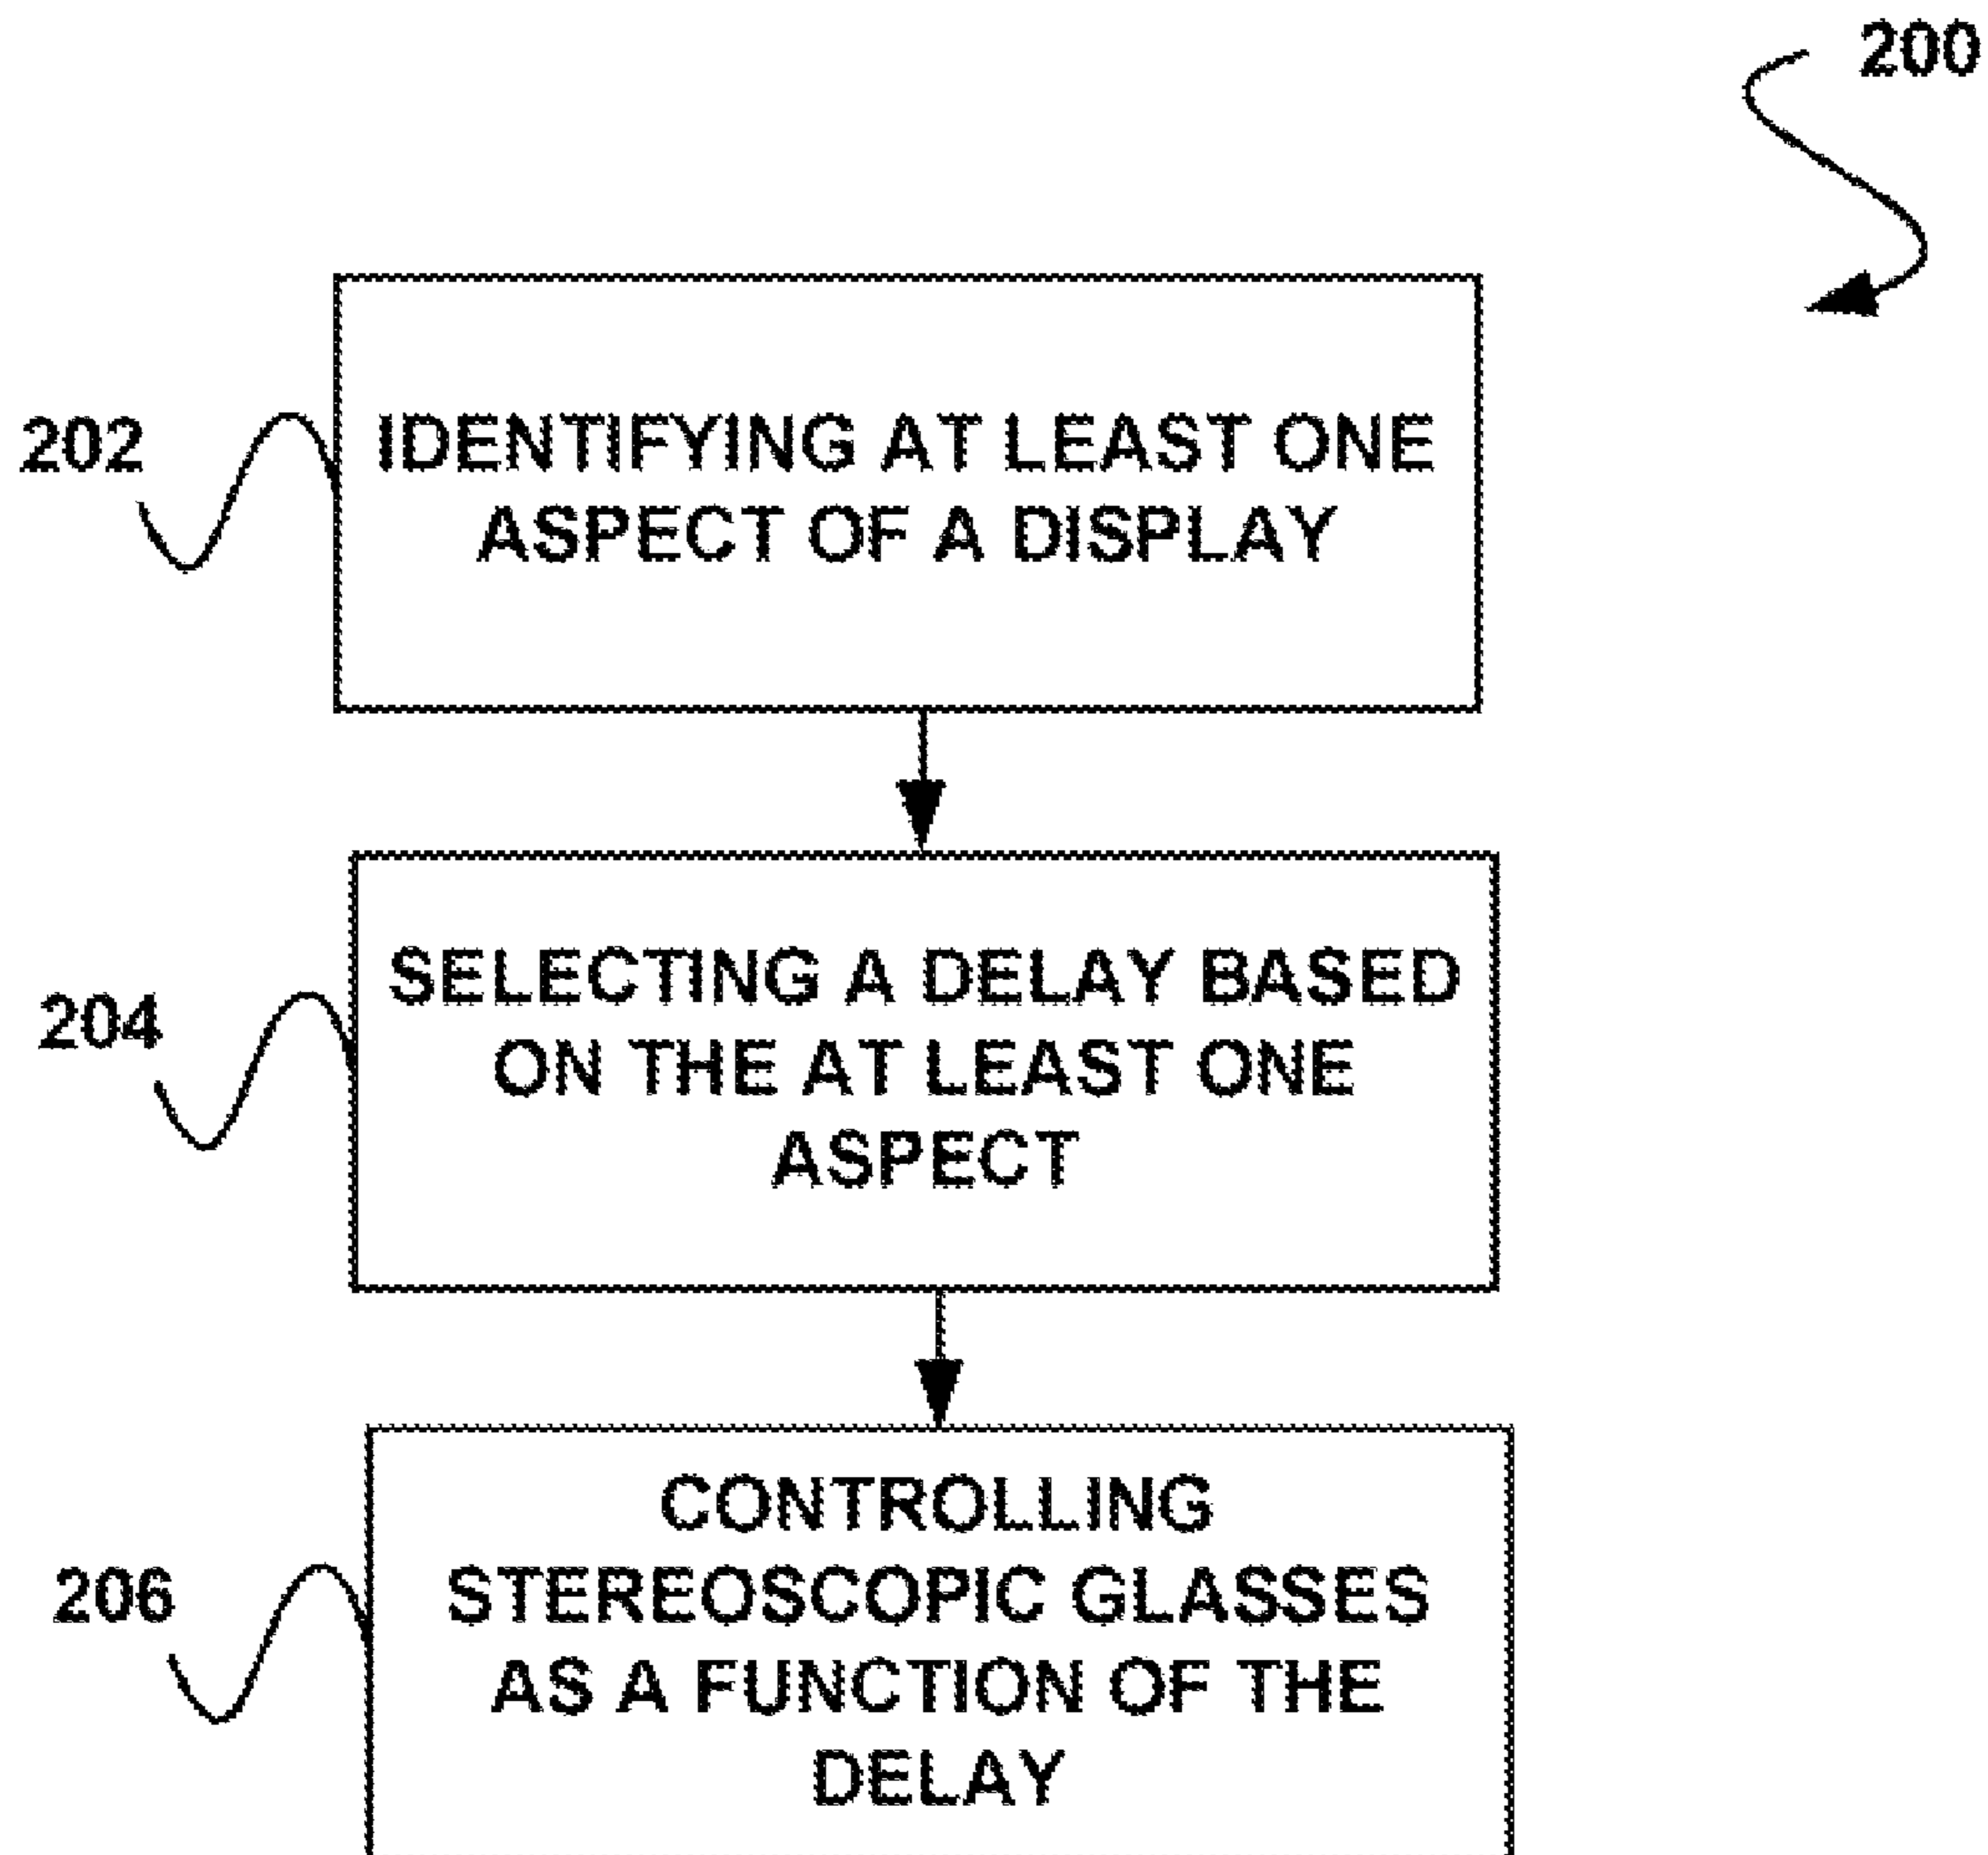 200
202
IDENTIFYING AT LEAST ONE
ASPECT OF A DISPLAY
204
SELECTING A DELAY BASED
ON THE AT LEAST ONE
ASPECT
206
CONTROLLING
STEREOSCOPIC GLASSES
AS A FUNCTION OF THE
DELAY